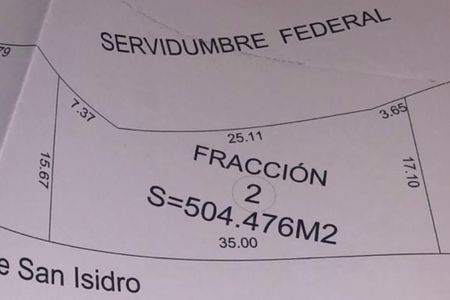 SERVIDUMBRE FEDERAL
79
7.37
25.11
3.65
15.67
FRACCIÓN
2
17.10
S=504.476M2
35.00
e San Isidro